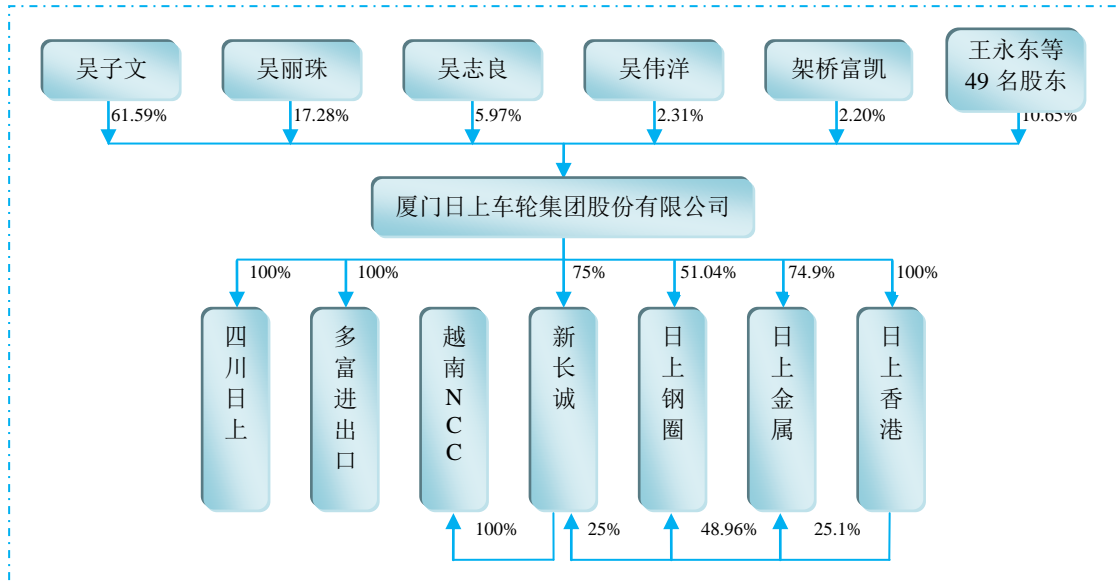 吴子文
吴丽珠
吴志良
吴伟洋
架桥富凯
王永东等
49 名股东
61.59%
17.28%
5.97%
2.31%
2.20%
10.65%
厦门日上车轮集团股份有限公司
100%
100%
75%
51.04%
74.9%
100%
四川日上
多富进出口
越南NCC
新长诚
日上钢圈
日上金属
日上香港
100%
25%
48.96%
25.1%